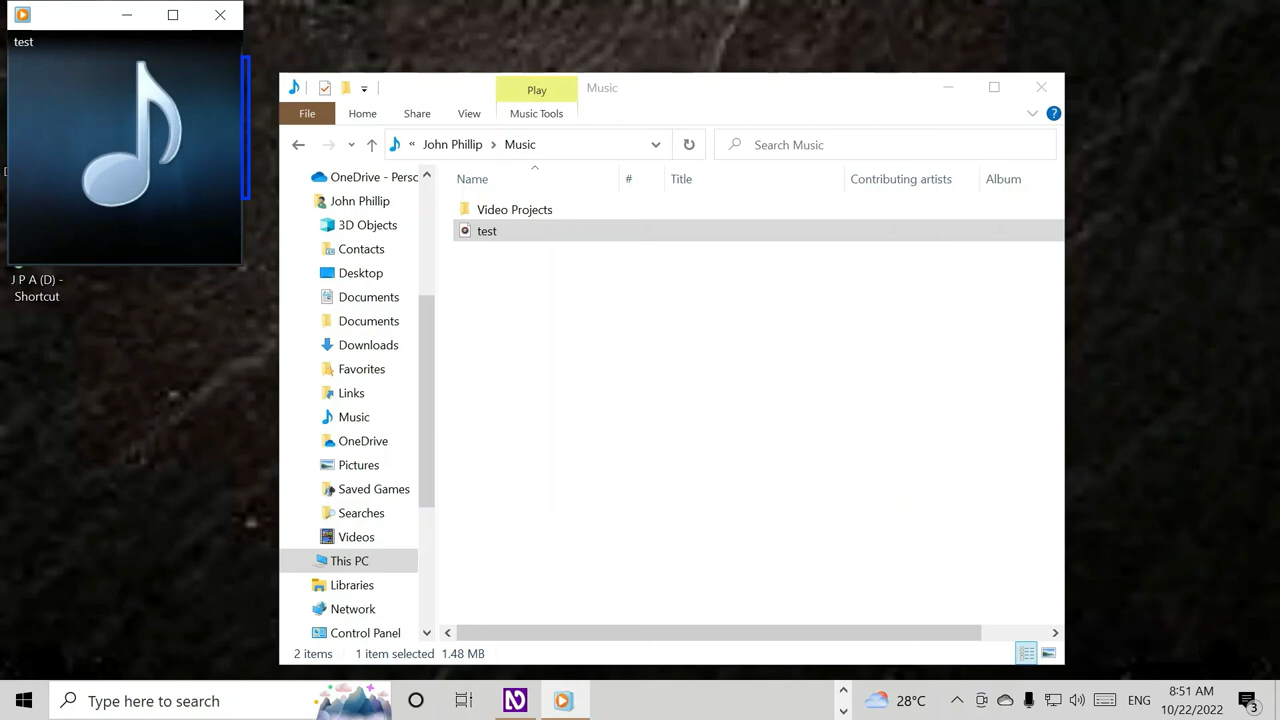 test
J P A (D) -
Shortcut
Play
Music
File
Home
Share
View
Music Tools
« John Phillip > Music
Search Music
Name
#
Title
Contributing artists
Album
OneDrive - Perso
John Phillip
3D Objects
Contacts
Desktop
Documents
Documents
Downloads
Favorites
Links
Music
OneDrive
Pictures
Saved Games
Searches
Videos
This PC
Libraries
Network
Control Panel
Video Projects
test
2 items
1 item selected 1.48 MB
Type here to search
28°C
ENG
8:51 AM
10/22/2022
3